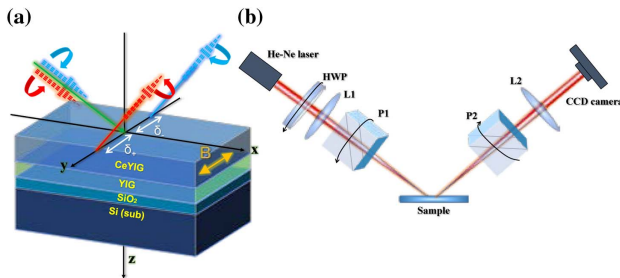 (a)
δ-
δ+
x
y
B
CeYIG
YIG
SiO₂
Si (sub)
z
(b)
He-Ne laser
HWP
L1
P1
P2
L2
CCD camera
Sample